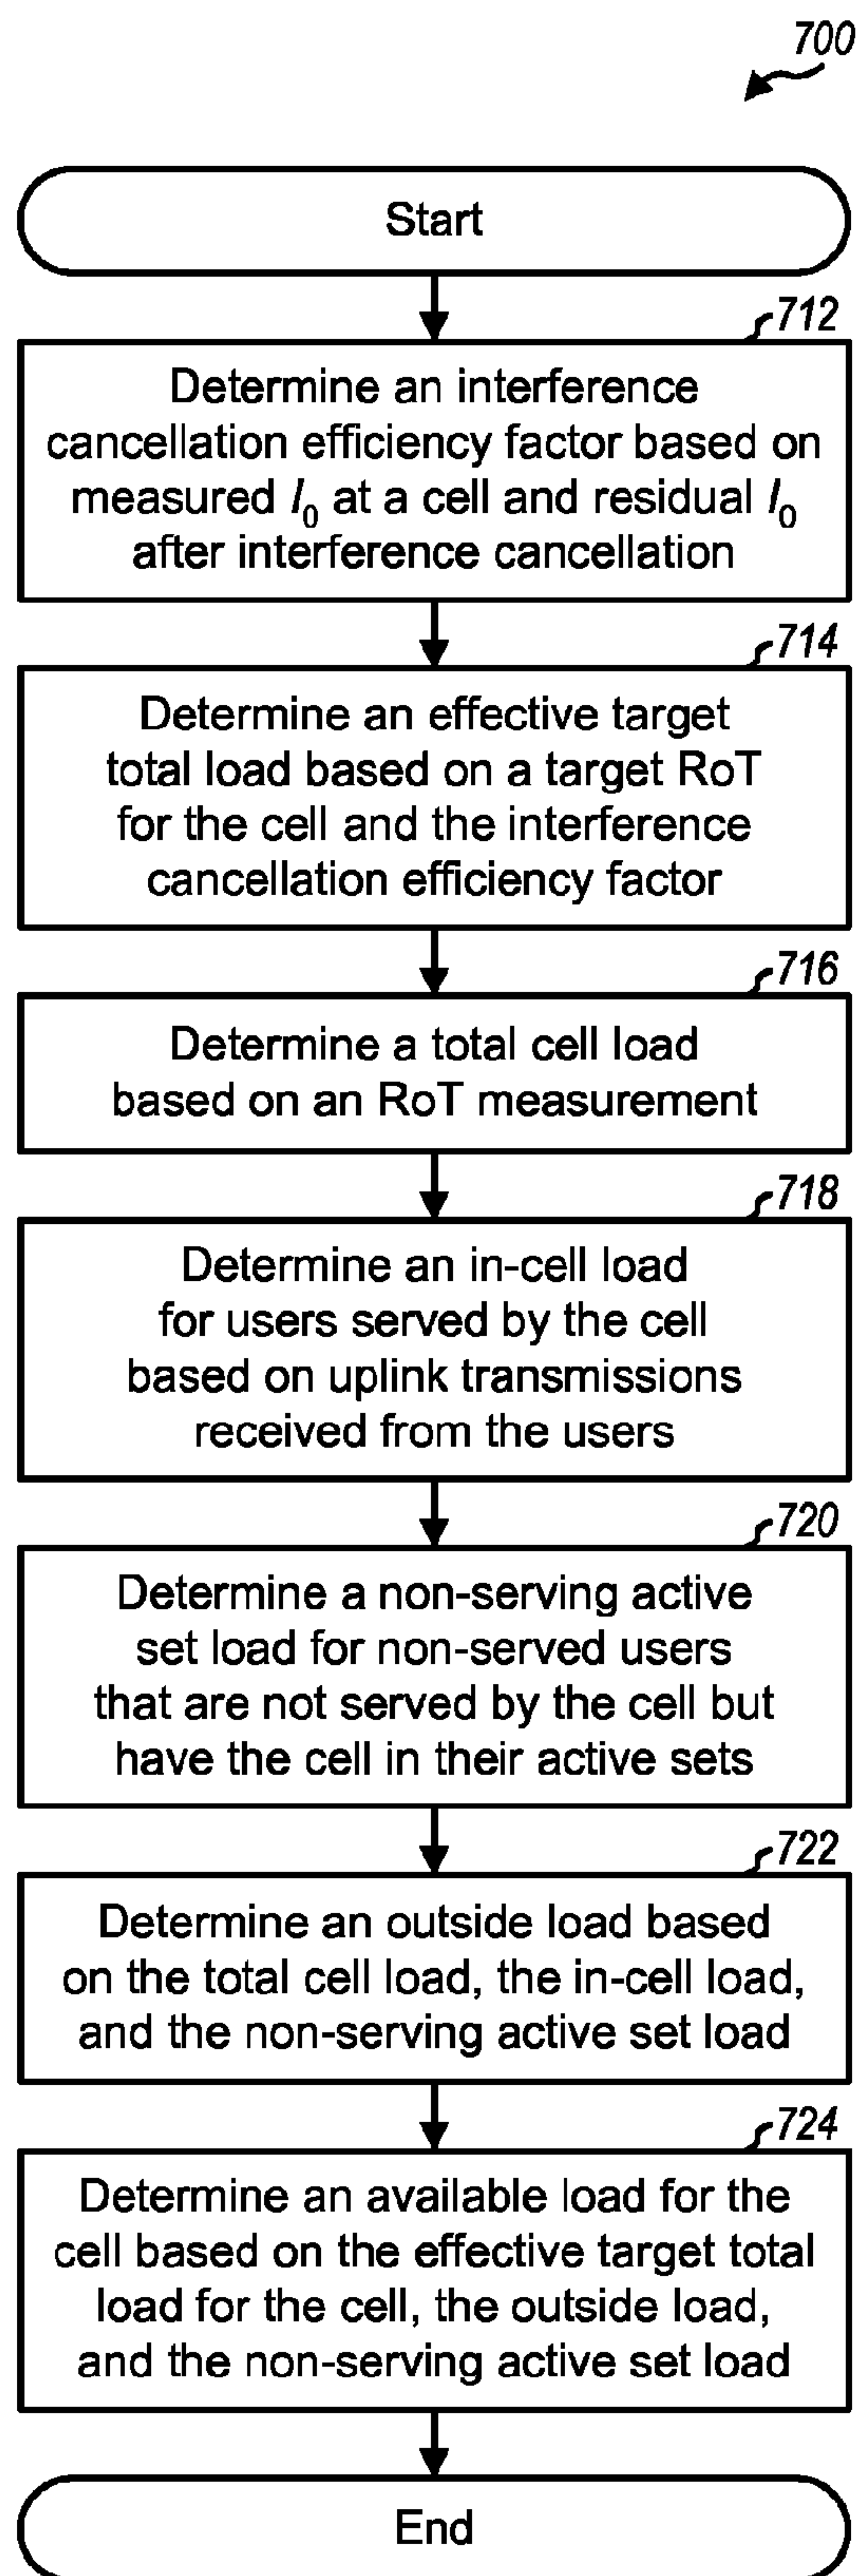 700
Start
712
Determine an interference
cancellation efficiency factor based on
measured I0 at a cell and residual I0
after interference cancellation
714
Determine an effective target
total load based on a target RoT
for the cell and the interference
cancellation efficiency factor
716
Determine a total cell load
based on an RoT measurement
718
Determine an in-cell load
for users served by the cell
based on uplink transmissions
received from the users
720
Determine a non-serving active
set load for non-served users
that are not served by the cell but
have the cell in their active sets
722
Determine an outside load based
on the total cell load, the in-cell load,
and the non-serving active set load
724
Determine an available load for the
cell based on the effective target total
load for the cell, the outside load,
and the non-serving active set load
End